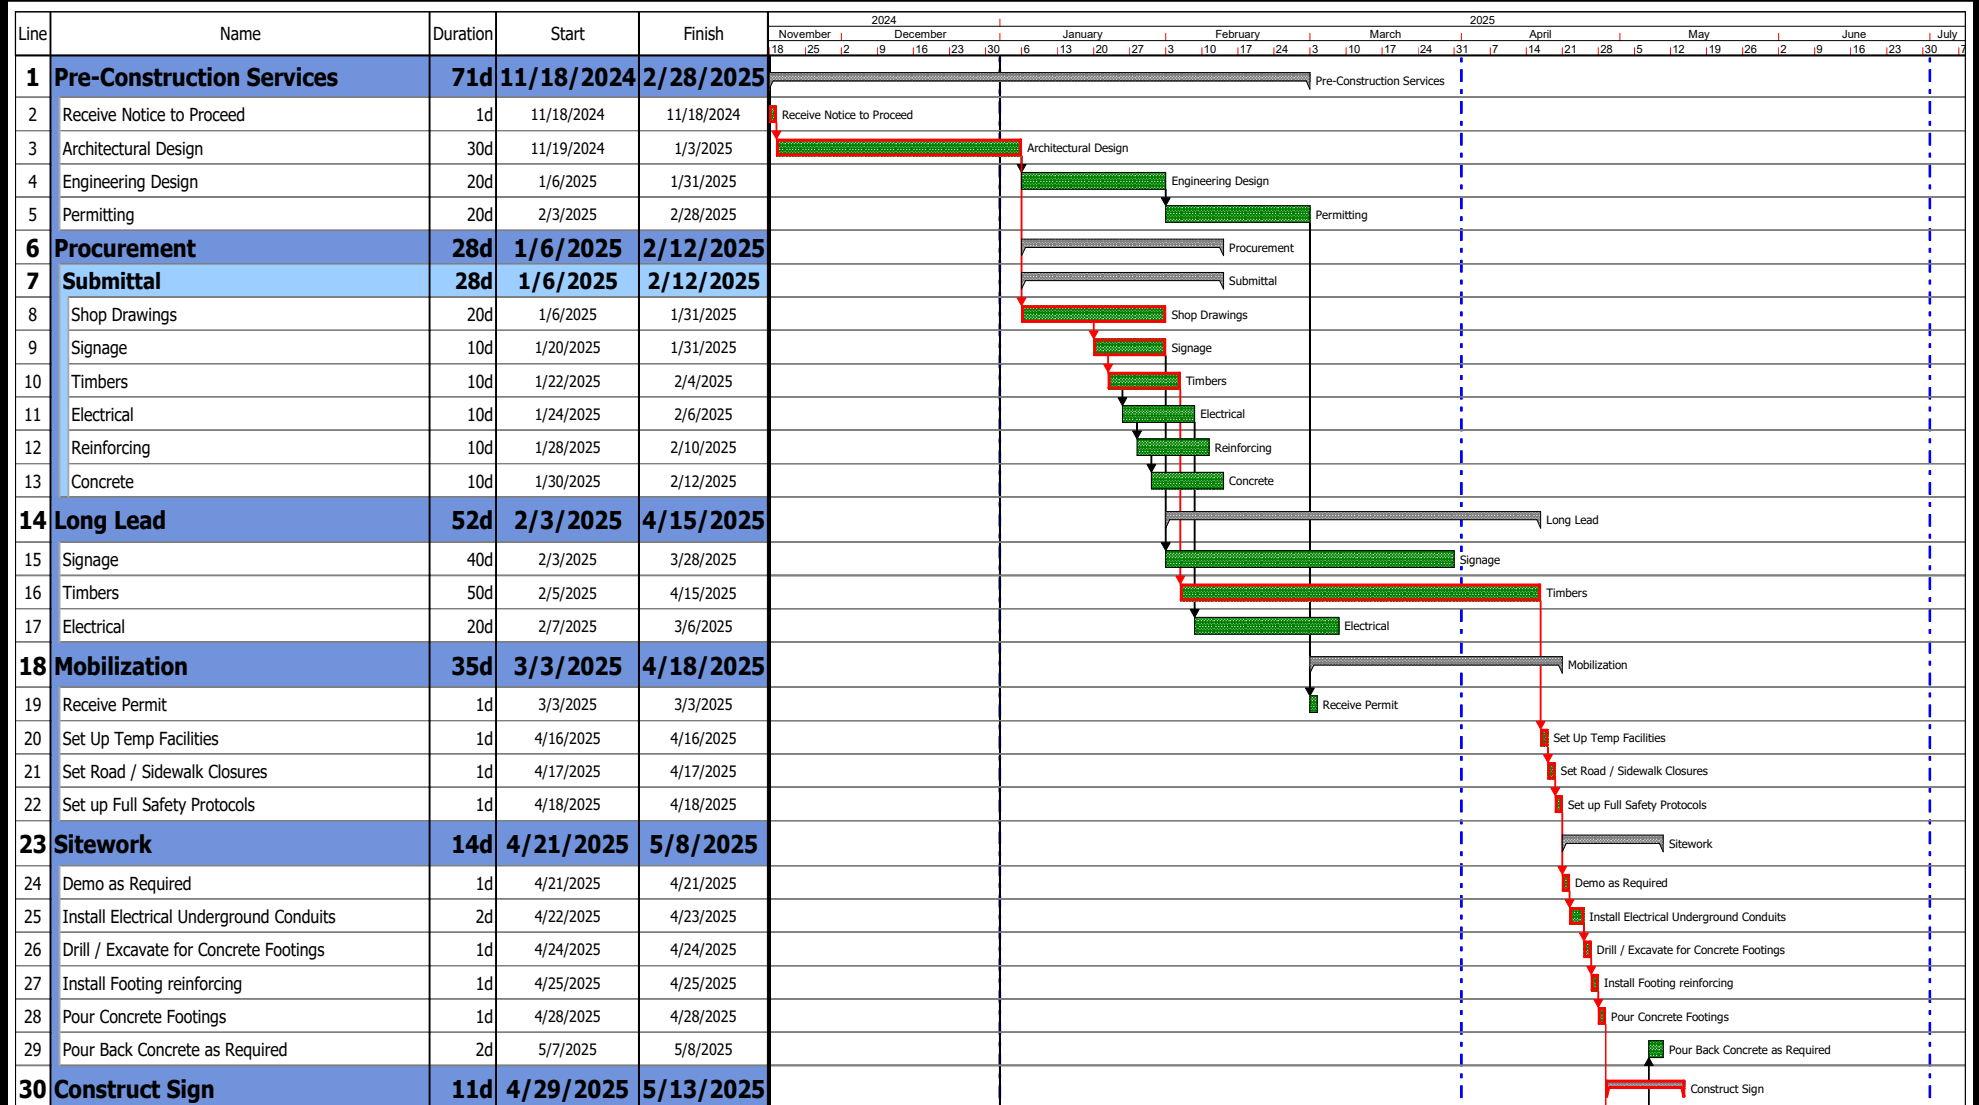 2024 2025
Line Name Duration Start Finish November December January February March April May June July
18 25 2 9 16 23 30 6 13 20 27 3 10 17 24 3 10 17 24 31 7 14 21 28 5 12 19 26 2 9 16 23 30 7
1 Pre-Construction Services 71d 11/18/2024 2/28/2025 Pre-Construction Services
2 Receive Notice to Proceed 1d 11/18/2024 11/18/2024 Receive Notice to Proceed
3 Architectural Design 30d 11/19/2024 1/3/2025 Architectural Design
4 Engineering Design 20d 1/6/2025 1/31/2025 Engineering Design
5 Permitting 20d 2/3/2025 2/28/2025 Permitting
6 Procurement 28d 1/6/2025 2/12/2025 Procurement
7 Submittal 28d 1/6/2025 2/12/2025 Submittal
8 Shop Drawings 20d 1/6/2025 1/31/2025 Shop Drawings
9 Signage 10d 1/20/2025 1/31/2025 Signage
10 Timbers 10d 1/22/2025 2/4/2025 Timbers
11 Electrical 10d 1/24/2025 2/6/2025 Electrical
12 Reinforcing 10d 1/28/2025 2/10/2025 Reinforcing
13 Concrete 10d 1/30/2025 2/12/2025 Concrete
14 Long Lead 52d 2/3/2025 4/15/2025 Long Lead
15 Signage 40d 2/3/2025 3/28/2025 Signage
16 Timbers 50d 2/5/2025 4/15/2025 Timbers
17 Electrical 20d 2/7/2025 3/6/2025 Electrical
18 Mobilization 35d 3/3/2025 4/18/2025 Mobilization
19 Receive Permit 1d 3/3/2025 3/3/2025 Receive Permit
20 Set Up Temp Facilities 1d 4/16/2025 4/16/2025 Set Up Temp Facilities
21 Set Road / Sidewalk Closures 1d 4/17/2025 4/17/2025 Set Road / Sidewalk Closures
22 Set up Full Safety Protocols 1d 4/18/2025 4/18/2025 Set up Full Safety Protocols
23 Sitework 14d 4/21/2025 5/8/2025 Sitework
24 Demo as Required 1d 4/21/2025 4/21/2025 Demo as Required
25 Install Electrical Underground Conduits 2d 4/22/2025 4/23/2025 Install Electrical Underground Conduits
26 Drill / Excavate for Concrete Footings 1d 4/24/2025 4/24/2025 Drill / Excavate for Concrete Footings
27 Install Footing reinforcing 1d 4/25/2025 4/25/2025 Install Footing reinforcing
28 Pour Concrete Footings 1d 4/28/2025 4/28/2025 Pour Concrete Footings
29 Pour Back Concrete as Required 2d 5/7/2025 5/8/2025 Pour Back Concrete as Required
30 Construct Sign 11d 4/29/2025 5/13/2025 Construct Sign